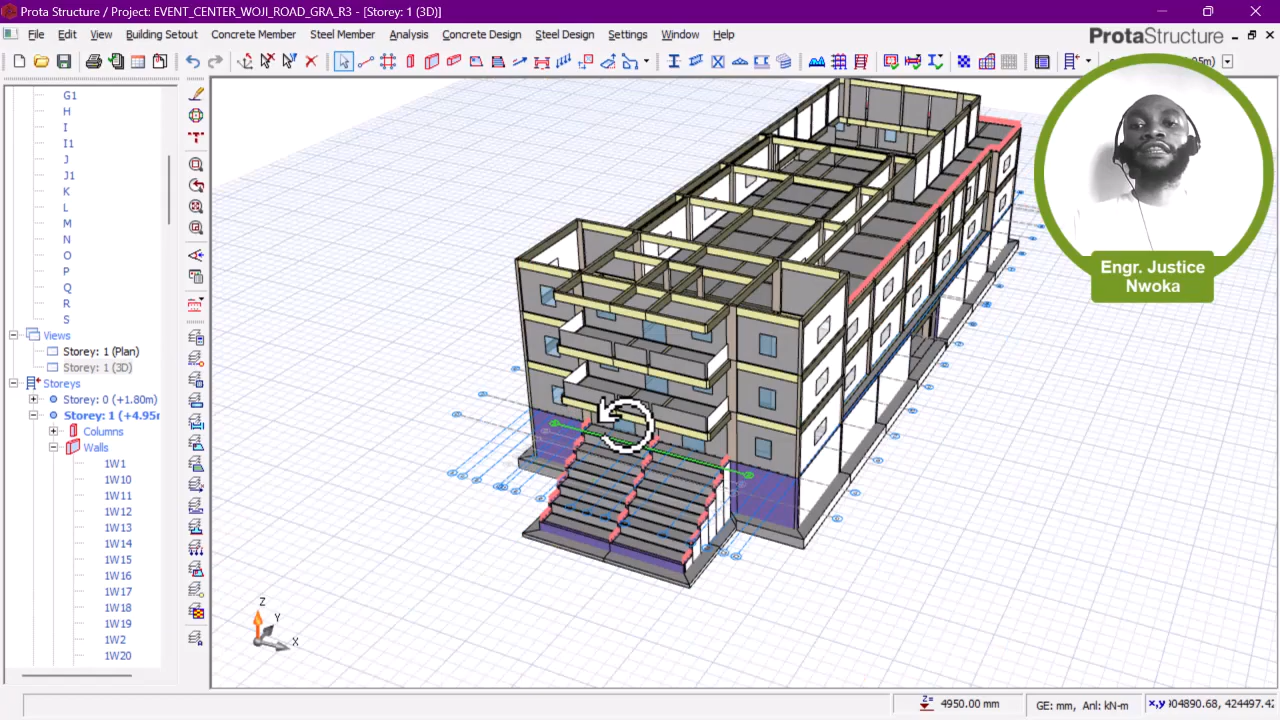 Prota Structure / Project: EVENT_CENTER_WOJI_ROAD_GRA_R3 - [Storey: 1 (3D)]
File Edit View Building Setout Concrete Member Steel Member Analysis Concrete Design Steel Design Settings Window Help
ProtaStructure
G1
H
I
I1
J
J1
K
L
M
N
O
P
Q
R
S
Views
Storey: 1 (Plan)
Storey: 1 (3D)
Storeys
Storey: 0 (+1.80m)
Storey: 1 (+4.95m
Columns
Walls
1W1
1W10
1W11
1W12
1W13
1W14
1W15
1W16
1W17
1W18
1W19
1W2
1W20
Engr. Justice
Nwoka
Z
Y
X
Z= 4950.00 mm
GE: mm, Anl: kN-m
x,y
424497.42